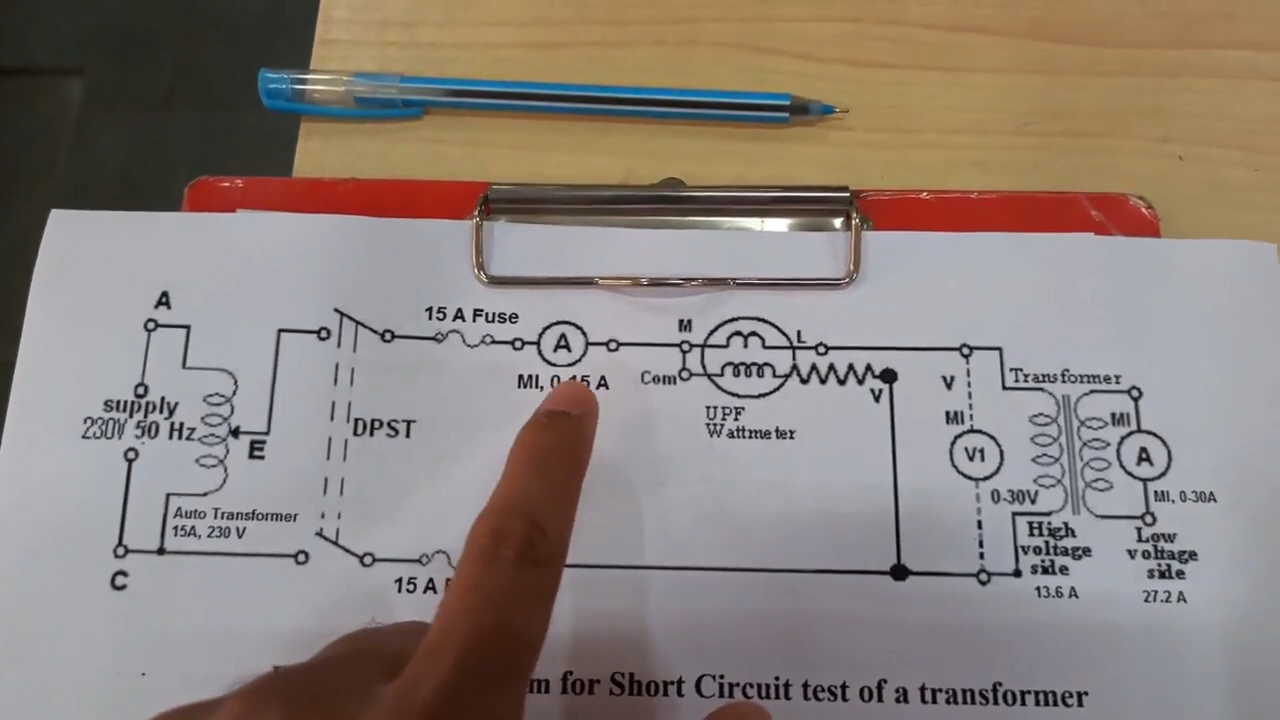 A
15 A Fuse
A
MI, 0-15 A
M
L
Com
UPF
Wattmeter
V
V
MI
V1
0-30V
Transformer
MI
A
MI, 0-30A
supply
230V 50 Hz
E
DPST
Auto Transformer
15A, 230 V
C
15 A
High
voltage
side
13.6 A
Low
voltage
side
27.2 A
for Short Circuit test of a transformer